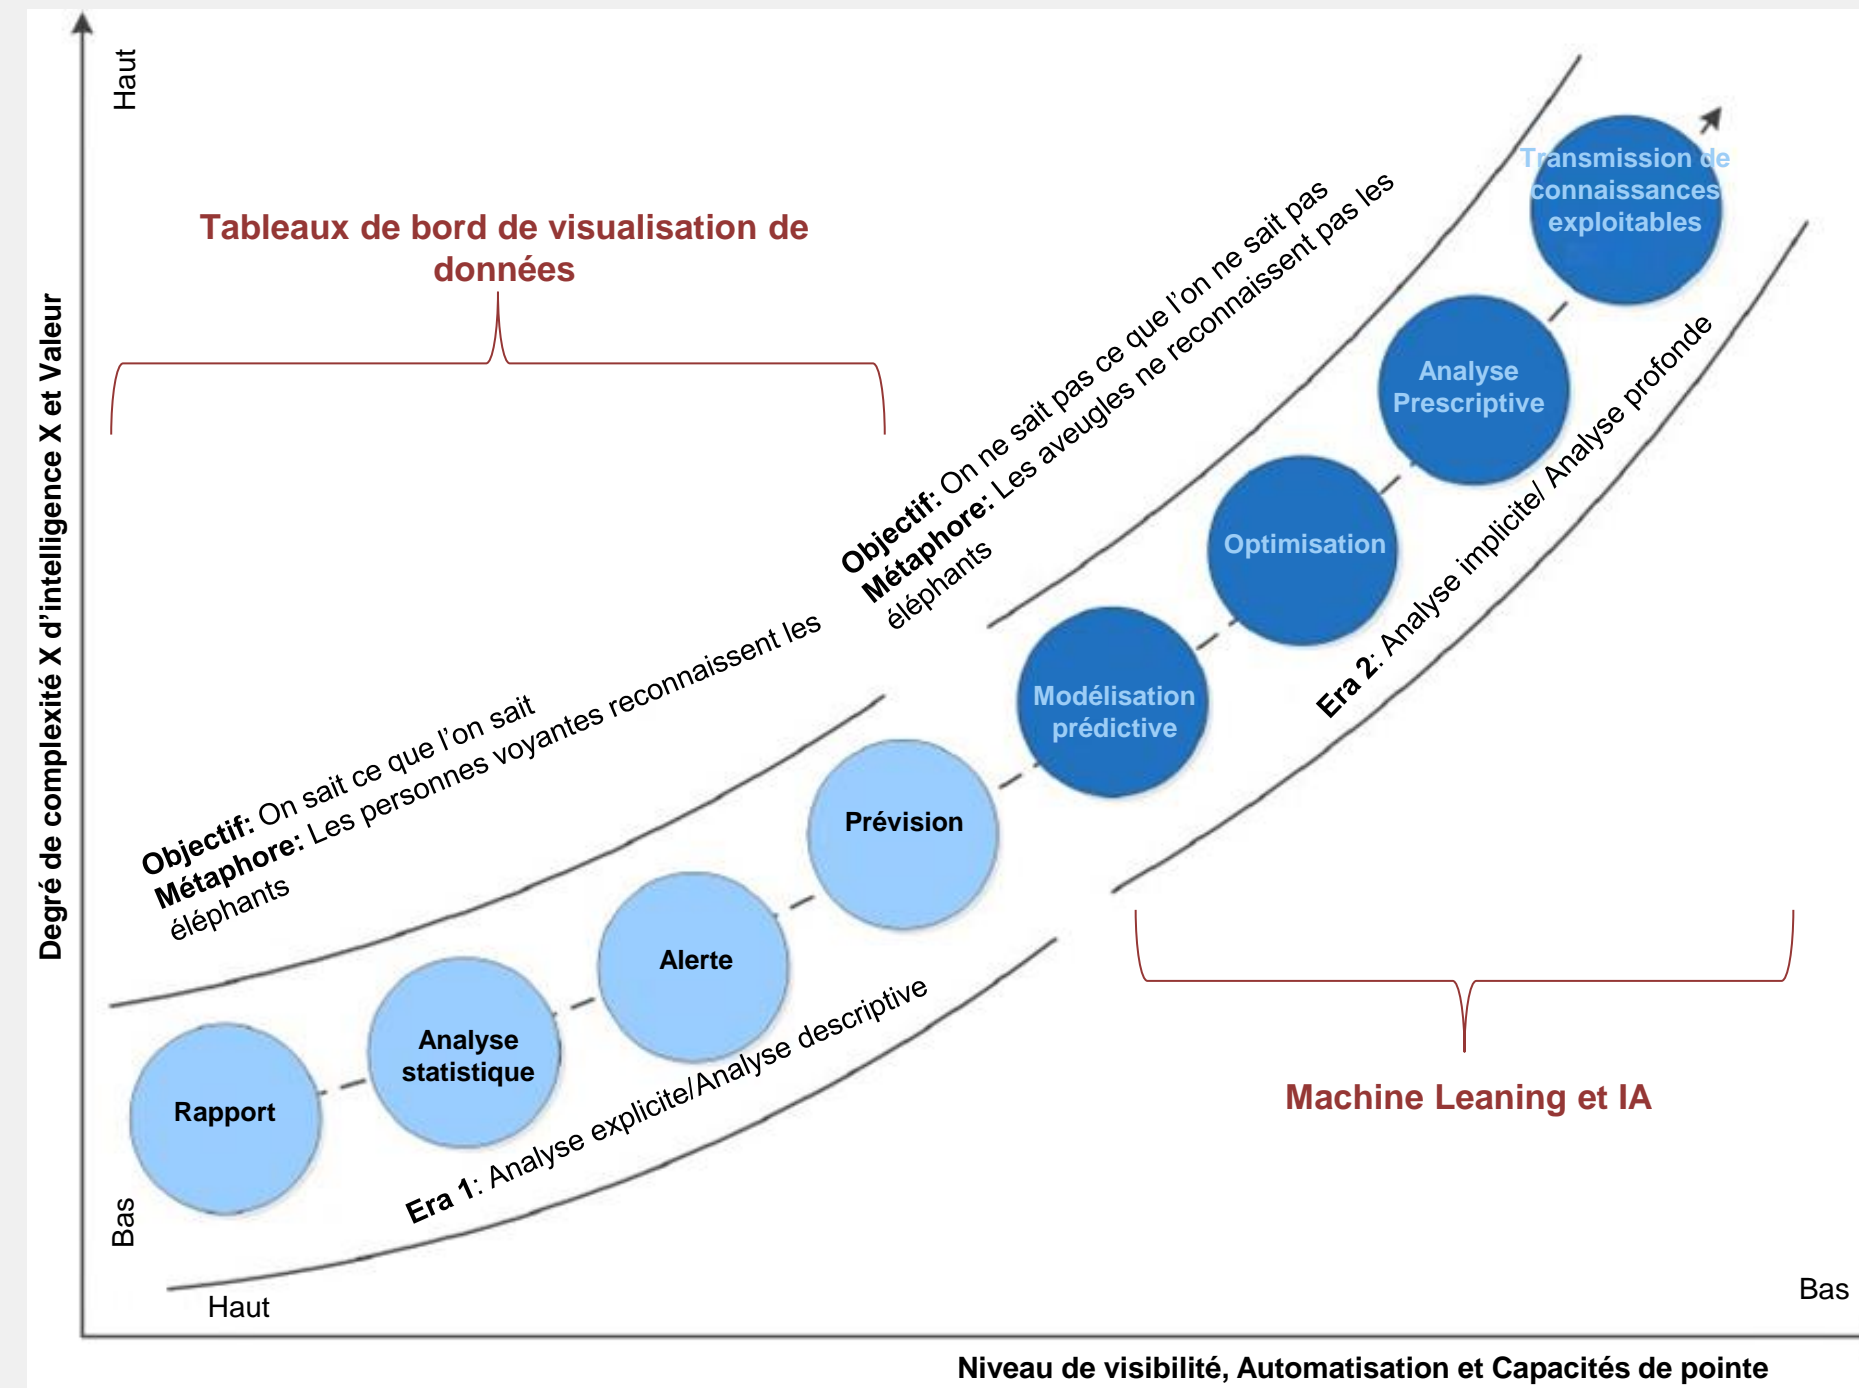 Haut
Tableaux de bord de visualisation de
données
Degré de complexité X d'intelligence X et Valeur
Objectif: On sait ce que l'on sait
Métaphore: Les personnes voyantes reconnaissent les
éléphants
Objectif: On ne sait pas ce que l'on ne sait pas
Métaphore: Les aveugles ne reconnaissent pas les
éléphants
Transmission de
connaissances
exploitables
Analyse
Prescriptive
Optimisation
Modélisation
prédictive
Prévision
Alerte
Analyse
statistique
Rapport
Era 1: Analyse explicite/Analyse descriptive
Era 2: Analyse implicite/ Analyse profonde
Machine Leaning et IA
Bas
Haut
Bas
Niveau de visibilité, Automatisation et Capacités de pointe